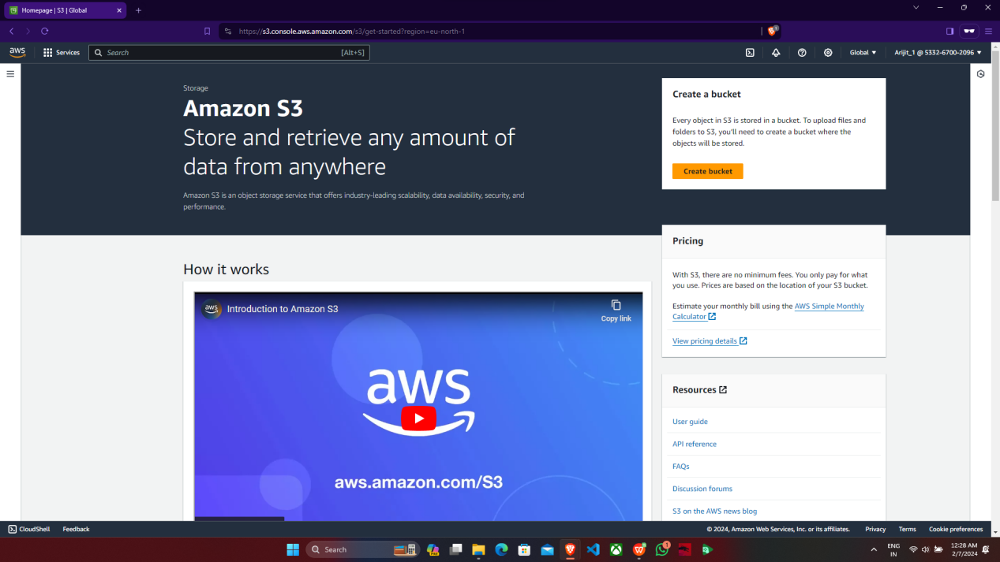 Homepage | S3 | Global
https://s3.console.aws.amazon.com/s3/get-started?region=eu-north-1
1
aws
Services
Search
[Alt+S]
Global
Arijit_1 @ 5332-6700-2096
Storage
Amazon S3
Store and retrieve any amount of
data from anywhere
Amazon S3 is an object storage service that offers industry-leading scalability, data availability, security, and
performance.
Create a bucket
Every object in S3 is stored in a bucket. To upload files and
folders to S3, you'll need to create a bucket where the
objects will be stored.
Create bucket
Pricing
With S3, there are no minimum fees. You only pay for what
you use. Prices are based on the location of your S3 bucket.
Estimate your monthly bill using the AWS Simple Monthly
Calculator
View pricing details
How it works
aws
Introduction to Amazon S3
Copy link
aws
aws.amazon.com/S3
Resources
User guide
API reference
FAQs
Discussion forums
S3 on the AWS news blog
CloudShell
Feedback
© 2024, Amazon Web Services, Inc. or its affiliates.
Privacy
Terms
Cookie preferences
Search
1
ENG
IN
12:28 AM
2/7/2024